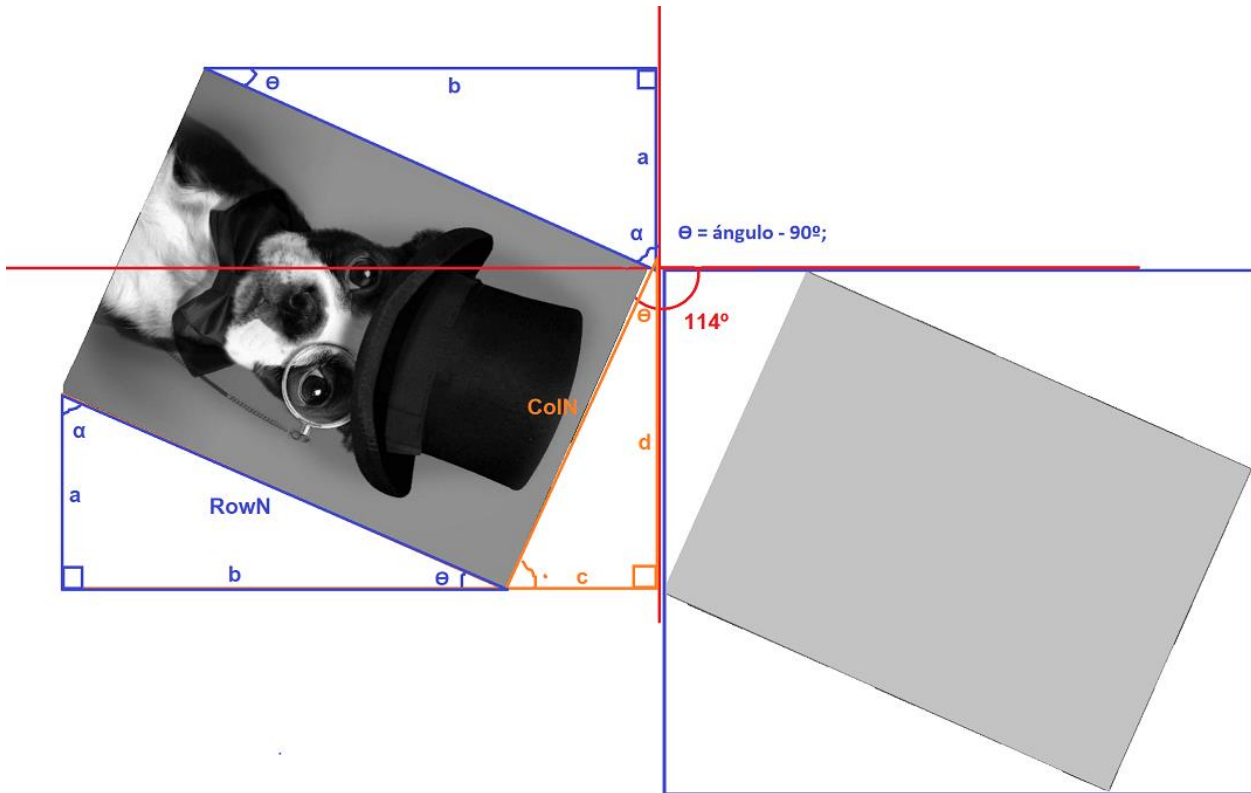 ɵ
b
a
α
ɵ = ángulo - 90º;
ɵ
114º
ColN
α
d
a
RowN
b
ɵ
c